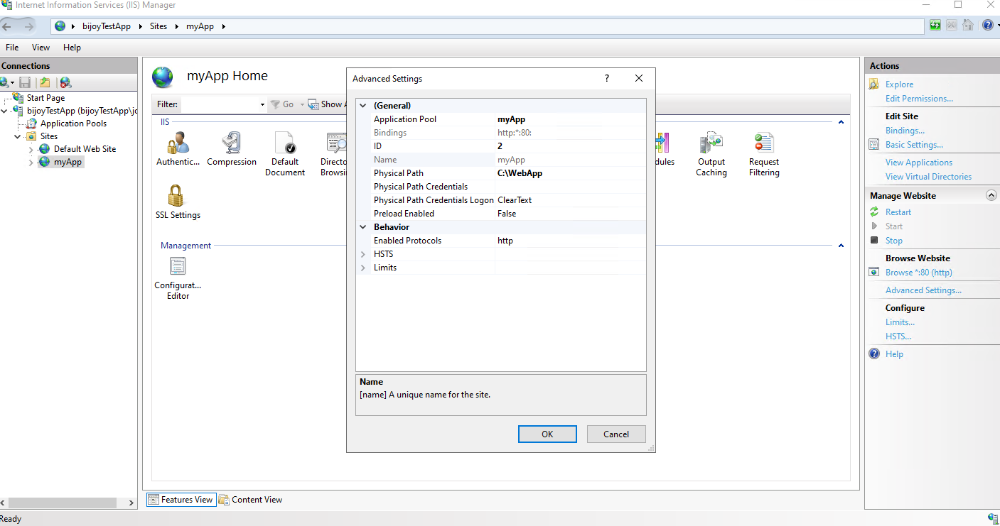 Internet Information Services (IIS) Manager
bijoyTestApp
Sites
myApp
File View Help
Connections
Start Page
bijoyTestApp (bijoyTestApp\jo
Application Pools
Sites
Default Web Site
myApp
myApp Home
Filter:
Go
Show A
IIS
Authentic...
Compression
Default
Document
Directo
Browsi
dules
Output
Caching
Request
Filtering
SSL Settings
Management
Configurat...
Editor
Advanced Settings
?
(General)
Application Pool myApp
Bindings http:*:80:
ID 2
Name myApp
Physical Path C:\WebApp
Physical Path Credentials
Physical Path Credentials Logon ClearText
Preload Enabled False
Behavior
Enabled Protocols http
HSTS
Limits
Name
[name] A unique name for the site.
OK Cancel
Actions
Explore
Edit Permissions...
Edit Site
Bindings...
Basic Settings...
View Applications
View Virtual Directories
Manage Website
Restart
Start
Stop
Browse Website
Browse *:80 (http)
Advanced Settings...
Configure
Limits...
HSTS...
Help
Features View Content View
Ready